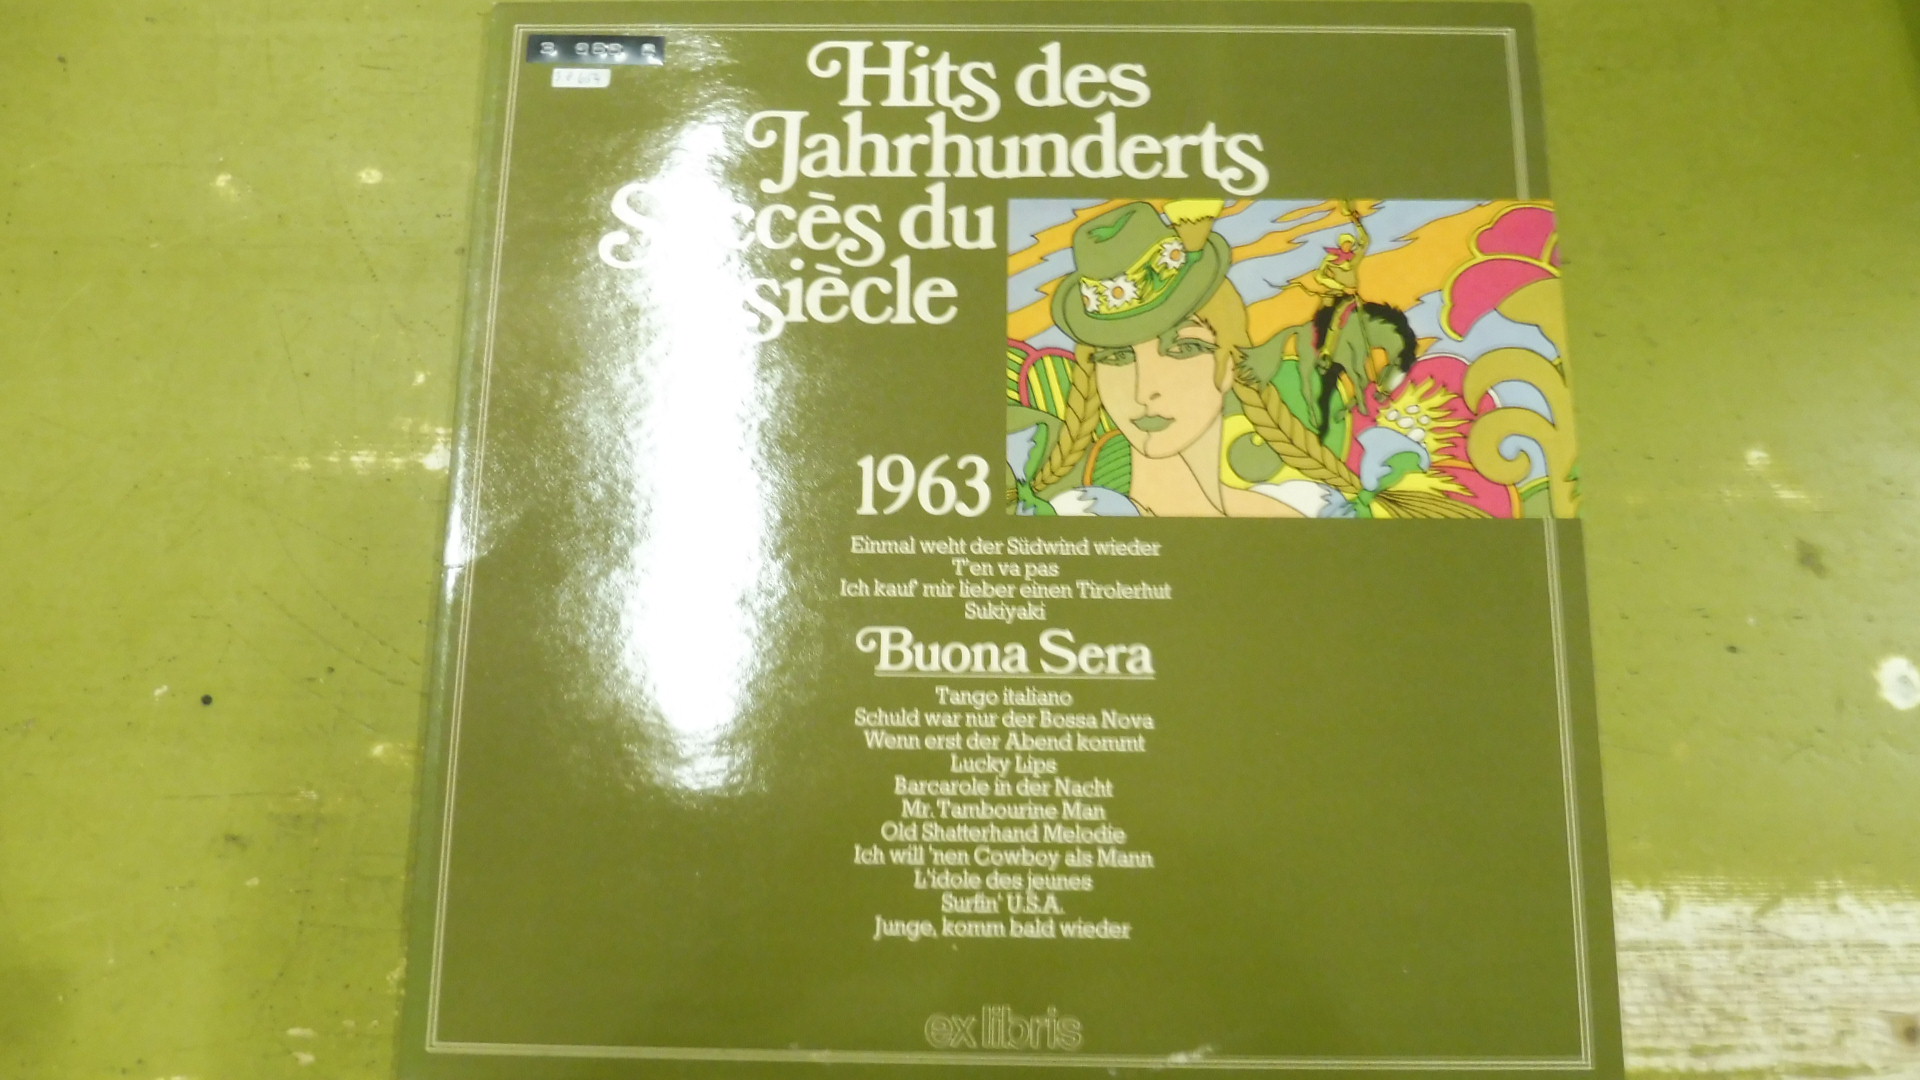 Hits des
Jahrhunderts
Succès du
siècle
1963
Einmal weht der Südwind wieder
T'en va pas
Ich kauf' mir lieber einen Tirolerhut
Sukiyaki
Buona Sera
Tango italiano
Schuld war nur der Bossa Nova
Wenn erst der Abend kommt
Lucky Lips
Barcarole in der Nacht
Mr. Tambourine Man
Old Shatterhand Melodie
Ich will 'nen Cowboy als Mann
L'idole des jeunes
Surfin' U.S.A.
Junge, komm bald wieder
ex libris